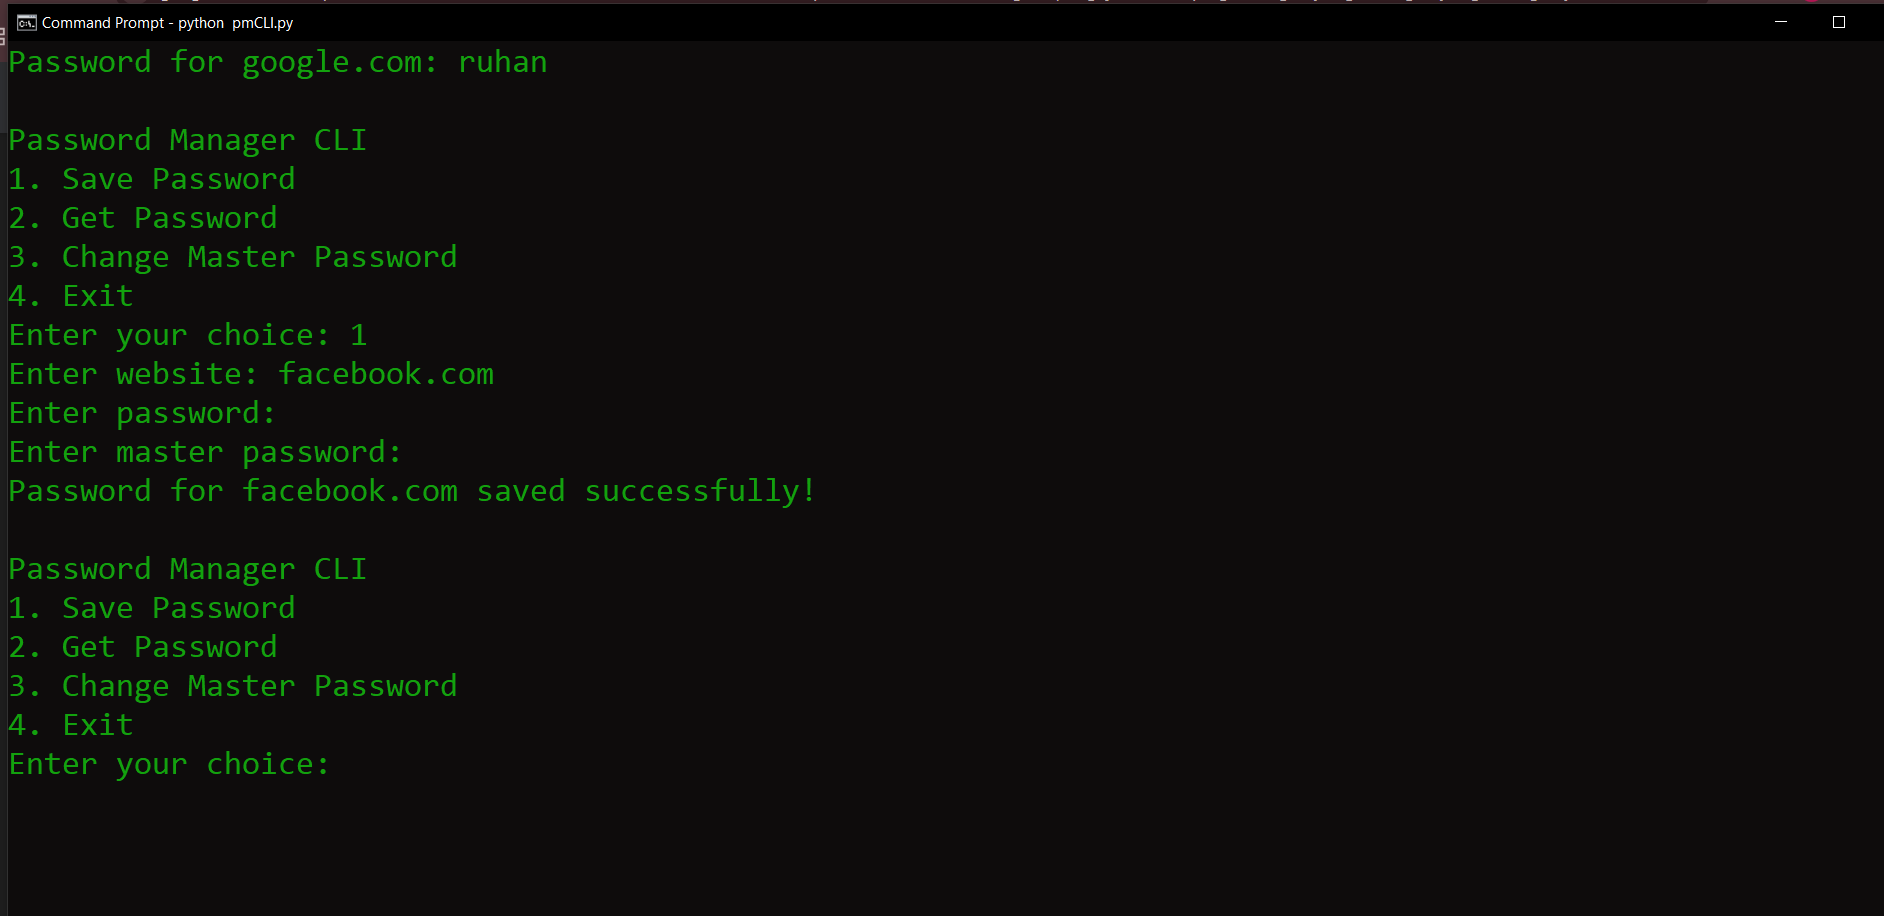 Command Prompt - python  pmCLI.py
Password for google.com: ruhan
Password Manager CLI
1. Save Password
2. Get Password
3. Change Master Password
4. Exit
Enter your choice: 1
Enter website: facebook.com
Enter password:
Enter master password:
Password for facebook.com saved successfully!
Password Manager CLI
1. Save Password
2. Get Password
3. Change Master Password
4. Exit
Enter your choice: